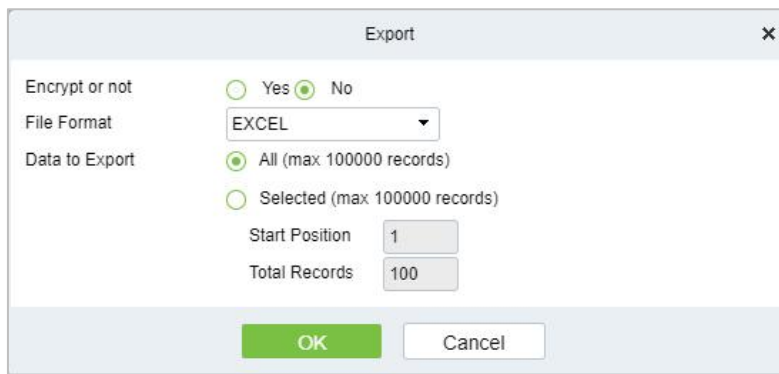 Export
Encrypt or not Yes No
File Format EXCEL
Data to Export All (max 100000 records)
Selected (max 100000 records)
Start Position 1
Total Records 100
OK Cancel